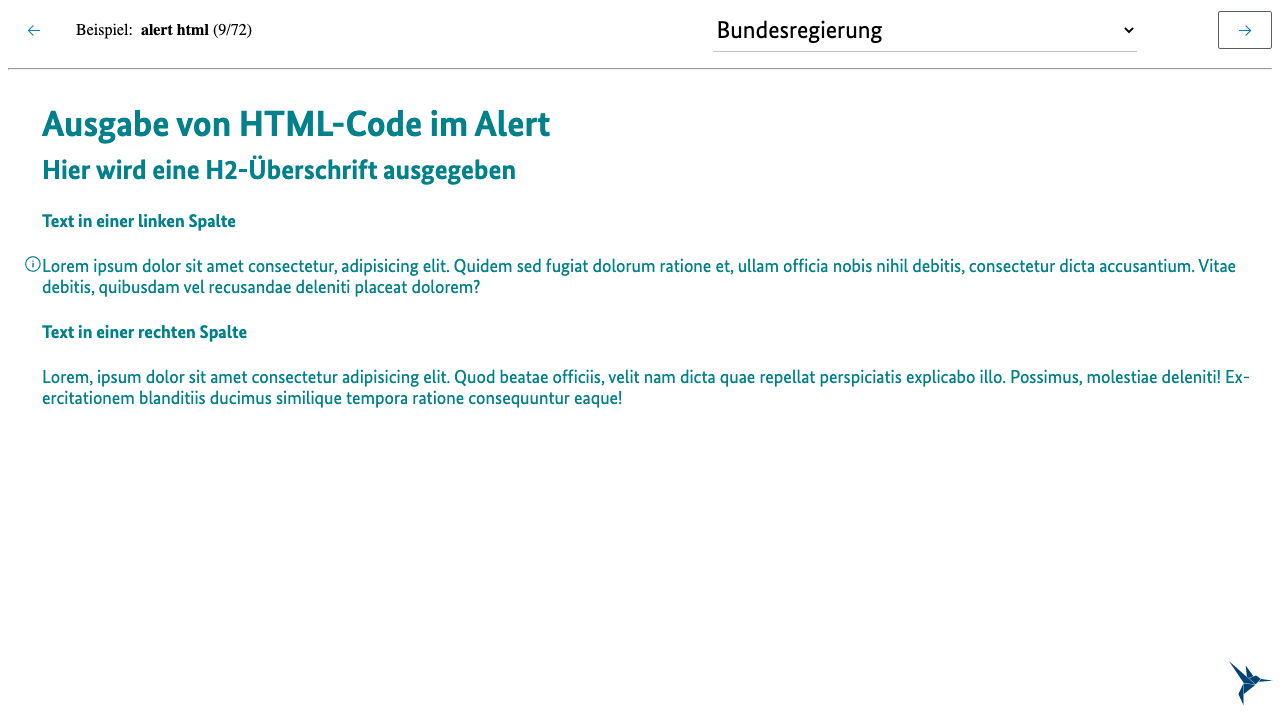 Beispiel: alert html (9/72)
Bundesregierung
Ausgabe von HTML-Code im Alert
Hier wird eine H2-Überschrift ausgegeben
Text in einer linken Spalte
Lorem ipsum dolor sit amet consectetur, adipisicing elit. Quidem sed fugiat dolorum ratione et, ullam officia nobis nihil debitis, consectetur dicta accusantium. Vitae
debitis, quibusdam vel recusandae deleniti placeat dolorem?
Text in einer rechten Spalte
Lorem, ipsum dolor sit amet consectetur adipisicing elit. Quod beatae officiis, velit nam dicta quae repellat perspiciatis explicabo illo. Possimus, molestiae deleniti! Ex-
ercitationem blanditiis ducimus similique tempora ratione consequuntur eaque!